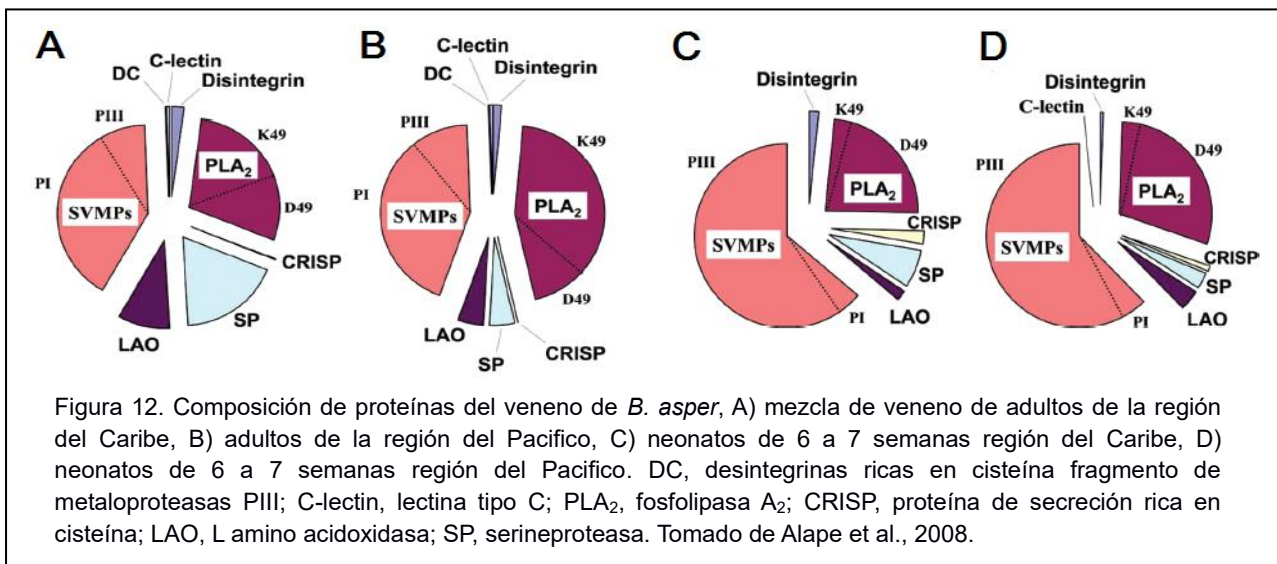 A
B
C
D
C-lectin
DC
Disintegrin
PIII
K49
PI
PLA₂
SVMPs
D49
CRISP
LAO
SP
C-lectin
DC
Disintegrin
PIII
K49
PI
SVMPs
PLA₂
D49
LAO
SP
CRISP
Disintegrin
K49
PIII
D49
PLA₂
CRISP
SVMPs
SP
PI
LAO
Disintegrin
C-lectin
K49
PIII
D49
PLA₂
SVMPs
CRISP
SP
PI
LAO
Figura 12. Composición de proteínas del veneno de B. asper, A) mezcla de veneno de adultos de la región
del Caribe, B) adultos de la región del Pacifico, C) neonatos de 6 a 7 semanas región del Caribe, D)
neonatos de 6 a 7 semanas región del Pacifico. DC, desintegrinas ricas en cisteína fragmento de
metaloproteasas PIII; C-lectin, lectina tipo C; PLA₂, fosfolipasa A₂; CRISP, proteína de secreción rica en
cisteína; LAO, L amino acidoxidasa; SP, serineproteasa. Tomado de Alape et al., 2008.